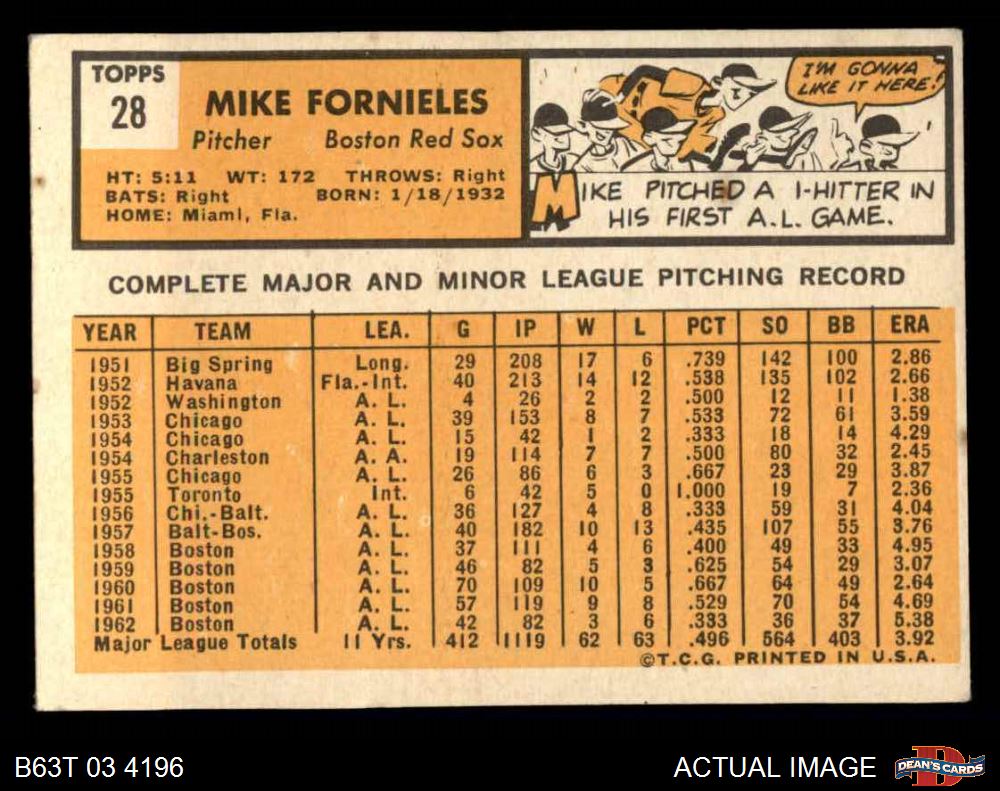 TOPPS
28
MIKE FORNIELES
Pitcher Boston Red Sox
HT: 5:11 WT: 172 THROWS: Right
BATS: Right BORN: 1/18/1932
HOME: Miami, Fla.
I'M GONNA
LIKE IT HERE!
MIKE PITCHED A 1-HITTER IN
HIS FIRST A.L. GAME.
COMPLETE MAJOR AND MINOR LEAGUE PITCHING RECORD
YEAR TEAM LEA. G IP W L PCT SO BB ERA
1951 Big Spring Long. 29 208 17 6 .739 142 100 2.86
1952 Havana Fla.-Int. 40 213 14 12 .538 135 102 2.66
1952 Washington A. L. 4 26 2 2 .500 12 11 1.38
1953 Chicago A. L. 39 153 8 7 .533 72 61 3.59
1954 Chicago A. L. 15 42 1 2 .333 18 14 4.29
1954 Charleston A. A. 19 114 7 7 .500 80 32 2.45
1955 Chicago A. L. 26 86 6 3 .667 23 29 3.87
1955 Toronto Int. 6 42 5 0 1.000 19 7 2.36
1956 Chi.-Balt. A. L. 36 127 4 8 .333 59 31 4.04
1957 Balt-Bos. A. L. 40 182 10 13 .435 107 55 3.76
1958 Boston A. L. 37 111 4 6 .400 49 33 4.95
1959 Boston A. L. 46 82 5 3 .625 54 29 3.07
1960 Boston A. L. 70 109 10 5 .667 64 49 2.64
1961 Boston A. L. 57 119 9 8 .529 70 54 4.69
1962 Boston A. L. 42 82 3 6 .333 36 37 5.38
Major League Totals 11 Yrs. 412 1119 62 63 .496 564 403 3.92
©T.C.G. PRINTED IN U.S.A.
B63T 03 4196 ACTUAL IMAGE DEAN'S CARDS